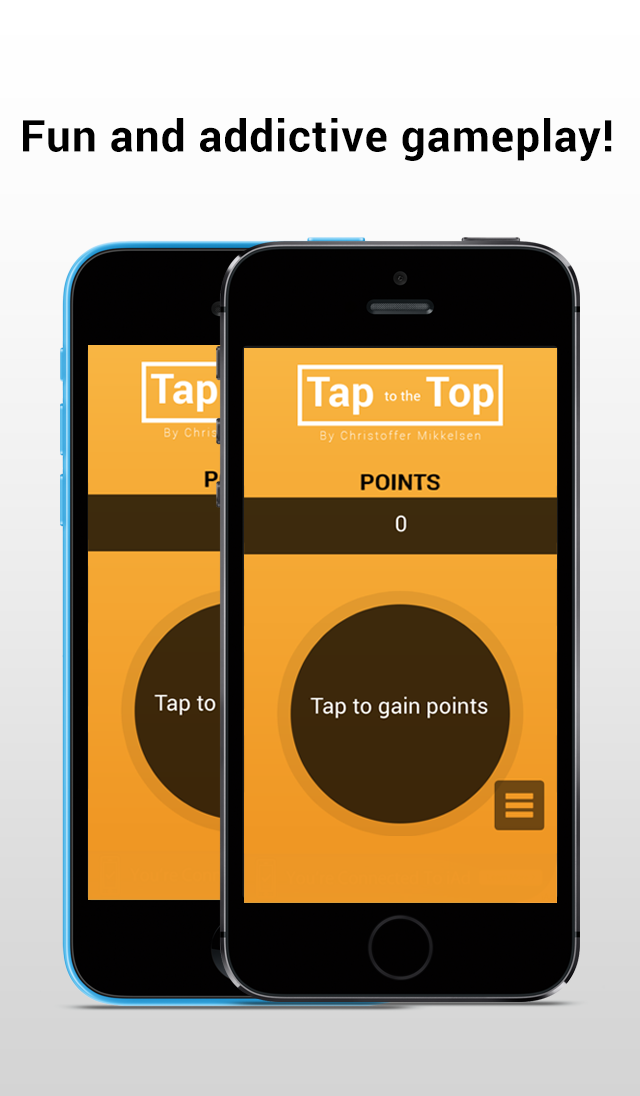 Fun and addictive gameplay!
Tap to the Top
By Christoffer Mikkelsen
POINTS
0
Tap to gain points
Tap
By Chris
P
Tap to